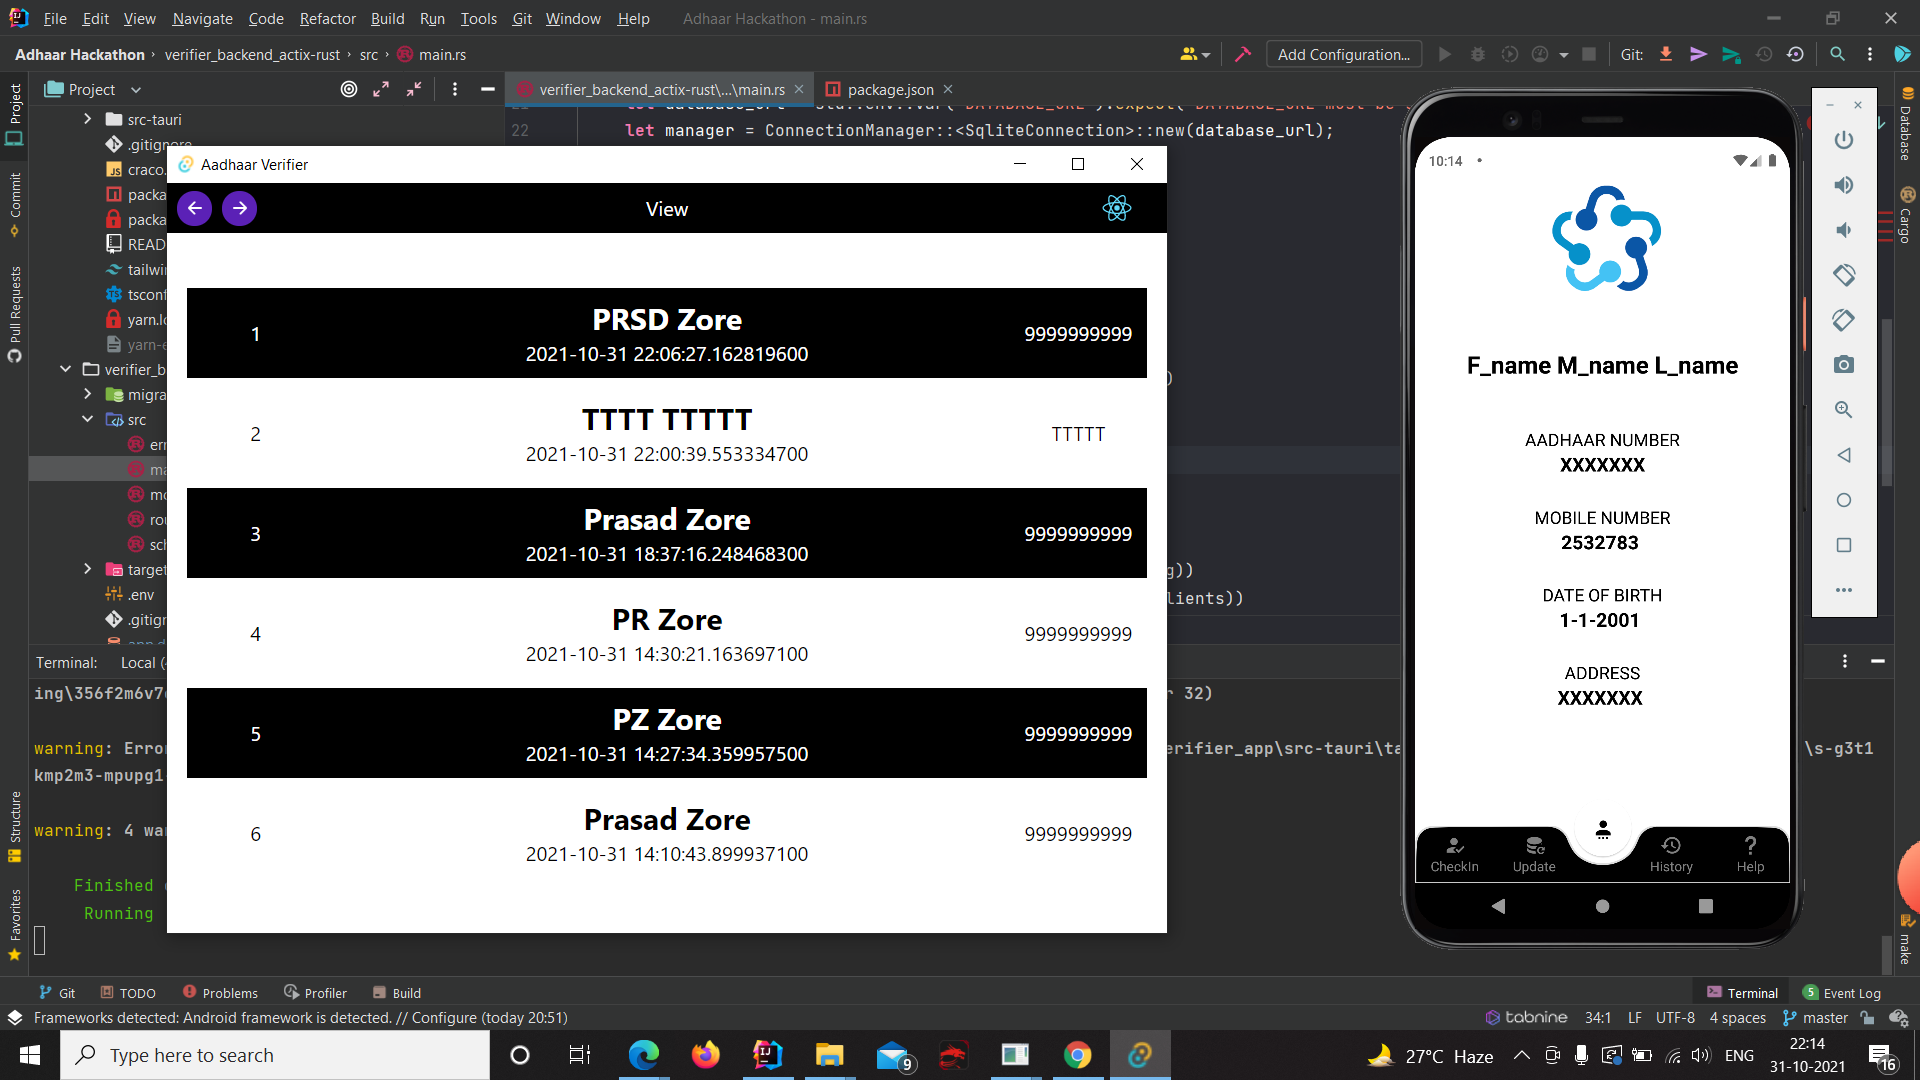 File Edit View Navigate Code Refactor Build Run Tools Git Window Help Adhaar Hackathon - main.rs
Adhaar Hackathon › verifier_backend_actix-rust › src › main.rs
Add Configuration...
Git:
Project
verifier_backend_actix-rust\...\main.rs
package.json
src-tauri
.gitignore
22 let manager = ConnectionManager::<SqliteConnection>::new(database_url);
craco.
packa
packa
READ
tailwi
tsconf
yarn.lo
yarn-e
verifier_b
migra
src
err
ma
mo
rou
sch
target
.env
.gitigr
Project
Commit
Pull Requests
Structure
Favorites
Database
Cargo
make
Aadhaar Verifier
View
1 PRSD Zore 9999999999
2021-10-31 22:06:27.162819600
2 TTTT TTTTT TTTTT
2021-10-31 22:00:39.553334700
3 Prasad Zore 9999999999
2021-10-31 18:37:16.248468300
4 PR Zore 9999999999
2021-10-31 14:30:21.163697100
5 PZ Zore 9999999999
2021-10-31 14:27:34.359957500
6 Prasad Zore 9999999999
2021-10-31 14:10:43.899937100
)
g))
lients))
10:14
F_name M_name L_name
AADHAAR NUMBER
XXXXXXX
MOBILE NUMBER
2532783
DATE OF BIRTH
1-1-2001
ADDRESS
XXXXXXX
CheckIn Update History Help
Terminal: Local (
ing\356f2m6v7 r 32)
warning: Erro erifier_app\src-tauri\ta \s-g3t1
kmp2m3-mpupg1
warning: 4 wa
Finished
Running
Git TODO Problems Profiler Build Terminal 5 Event Log
Frameworks detected: Android framework is detected. // Configure (today 20:51) tabnine 34:1 LF UTF-8 4 spaces master
Type here to search
9
27°C Haze
ENG
22:14
31-10-2021
16